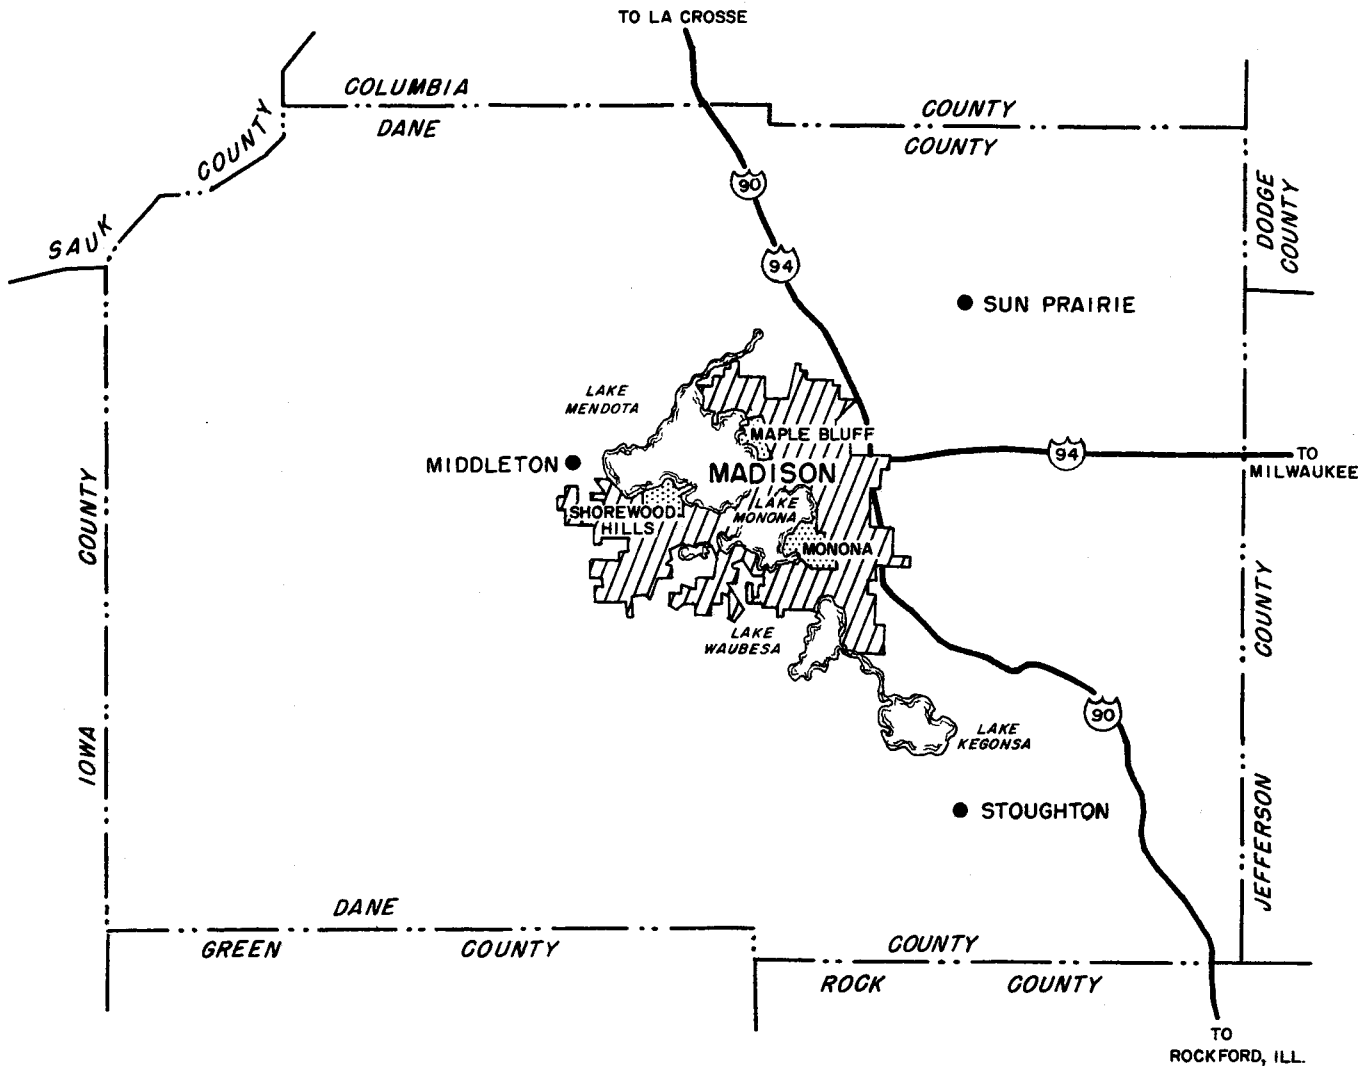 TO LA CROSSE
COLUMBIA
COUNTY
DANE
COUNTY
SAUK COUNTY
90
DODGE
COUNTY
94
SUN PRAIRIE
LAKE
MENDOTA
MAPLE BLUFF
MIDDLETON
MADISON
94
TO
MILWAUKEE
SHOREWOOD
HILLS
LAKE
MONONA
MONONA
LAKE
WAUBESA
IOWA COUNTY
JEFFERSON COUNTY
90
LAKE
KEGONSA
STOUGHTON
DANE
COUNTY
GREEN COUNTY
ROCK COUNTY
TO
ROCKFORD, ILL.